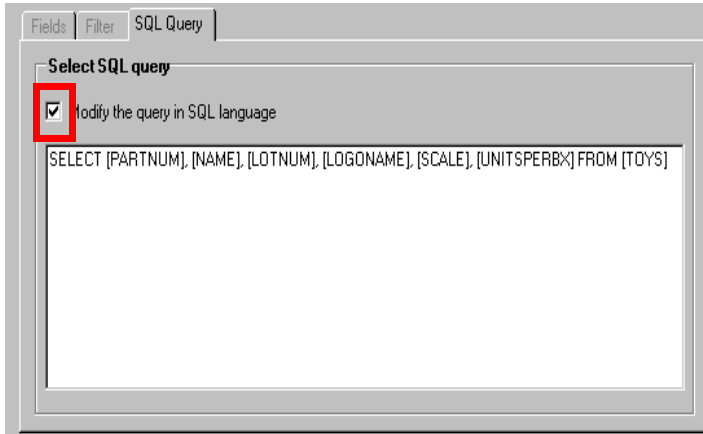 Fields Filter SQL Query
Select SQL query
Modify the query in SQL language
SELECT [PARTNUM], [NAME], [LOTNUM], [LOGONAME], [SCALE], [UNITSPERBX] FROM [TOYS]